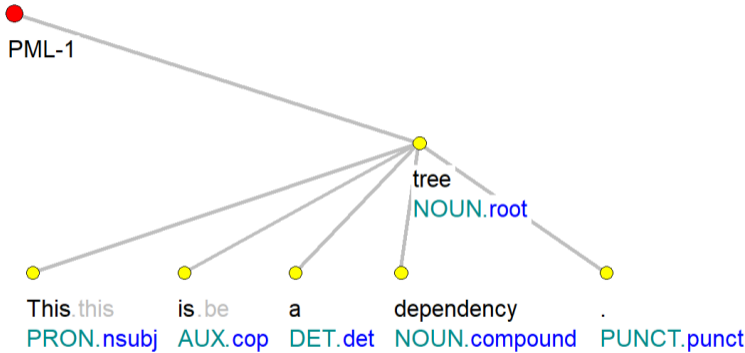 PML-1
tree
NOUN.root
This.this is.be a dependency .
PRON.nsubj AUX.cop DET.det NOUN.compound PUNCT.punct